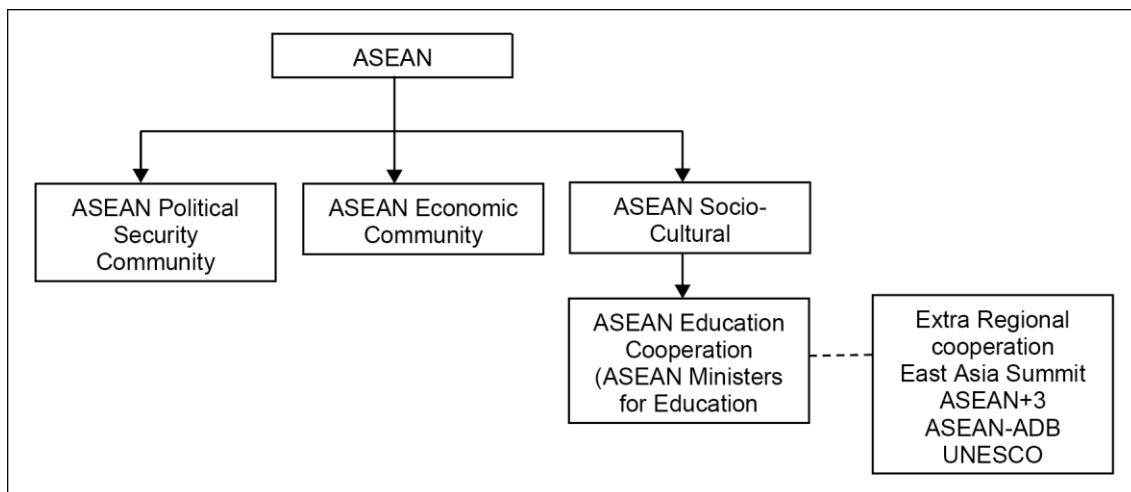 ASEAN
ASEAN Political
Security
Community
ASEAN Economic
Community
ASEAN Socio-
Cultural
ASEAN Education
Cooperation
(ASEAN Ministers
for Education
Extra Regional
cooperation
East Asia Summit
ASEAN+3
ASEAN-ADB
UNESCO